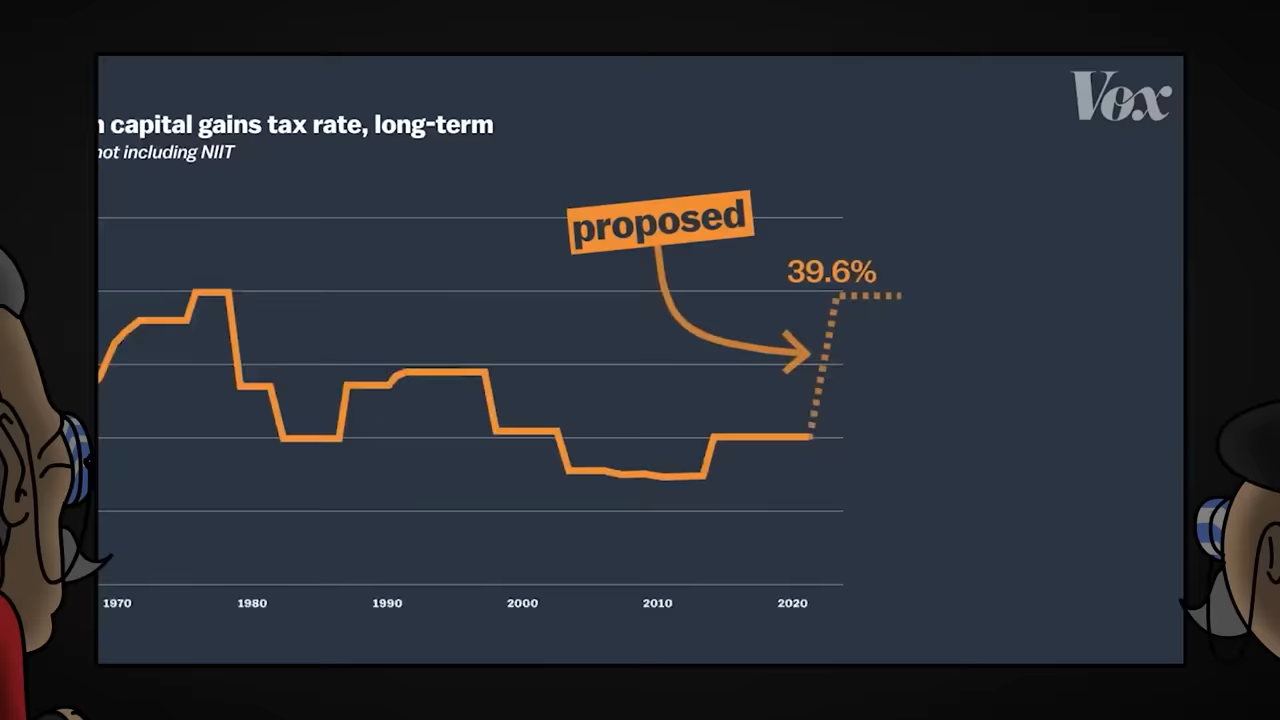 Vox
n capital gains tax rate, long-term
not including NIIT
proposed
39.6%
1970 1980 1990 2000 2010 2020